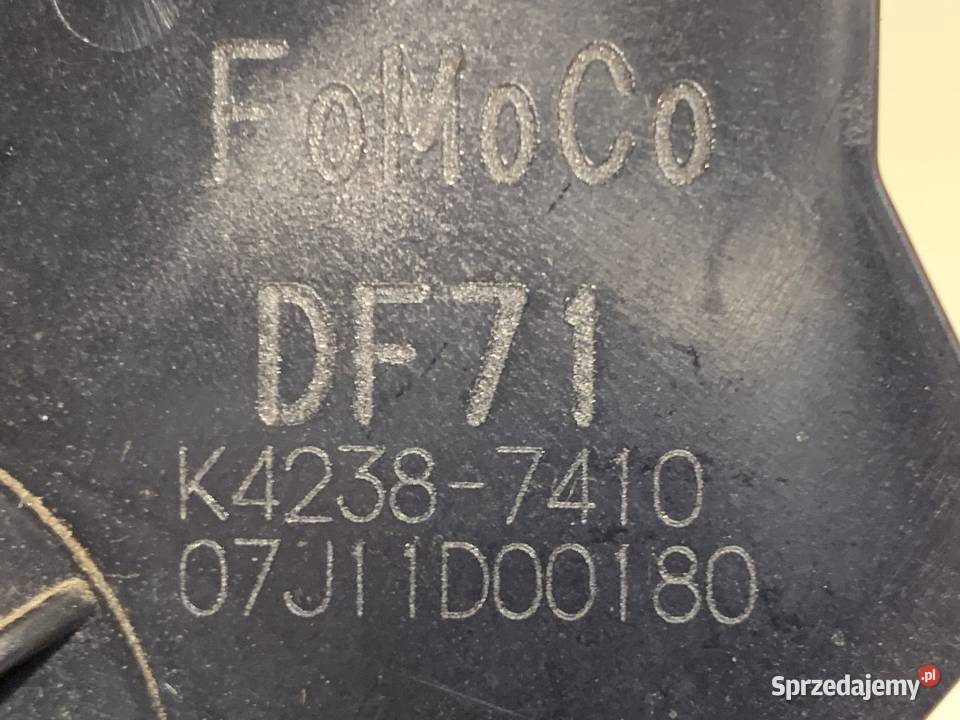 FoMoCo
DF71
K4238-7410
07J11D00180
Sprzedajemy.pl